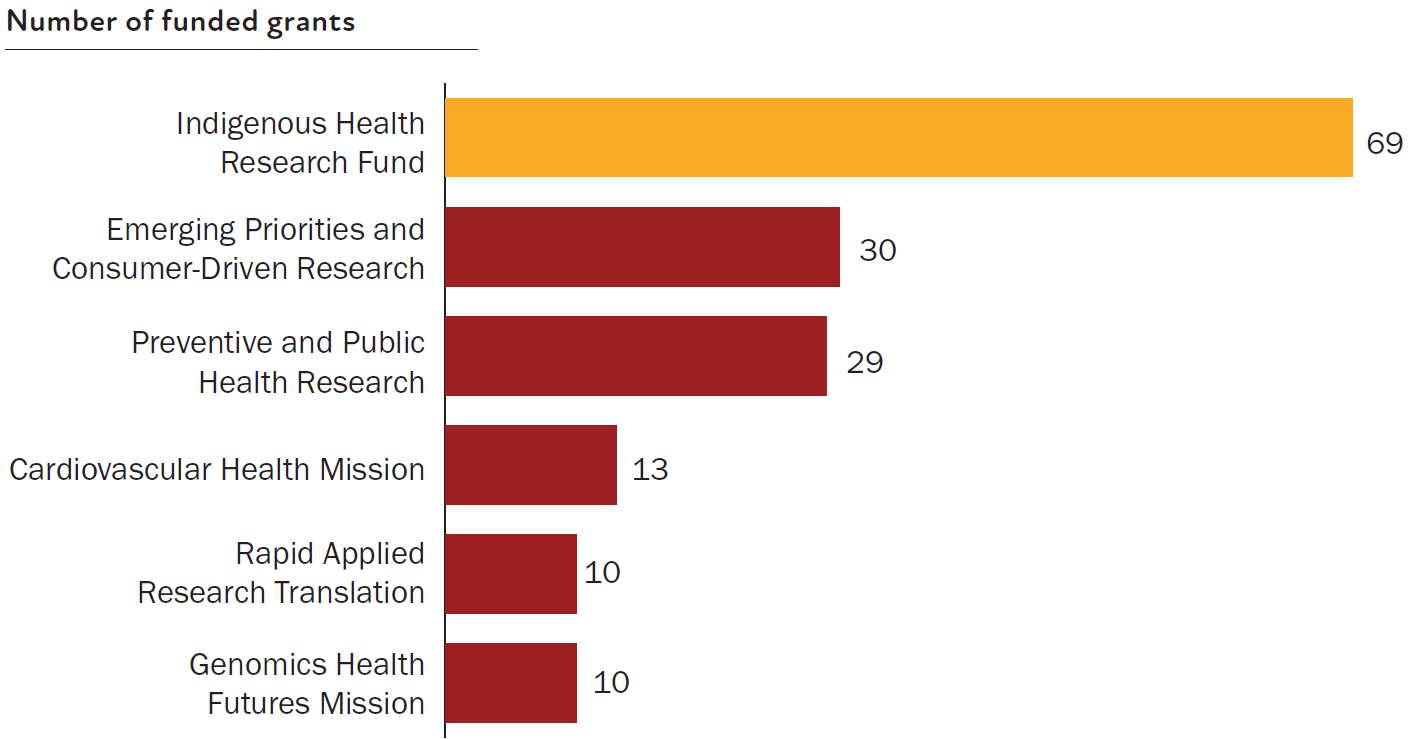 Number of funded grants
Indigenous Health
Research Fund
69
Emerging Priorities and
Consumer-Driven Research
30
Preventive and Public
Health Research
29
Cardiovascular Health Mission
13
Rapid Applied
Research Translation
10
Genomics Health
Futures Mission
10